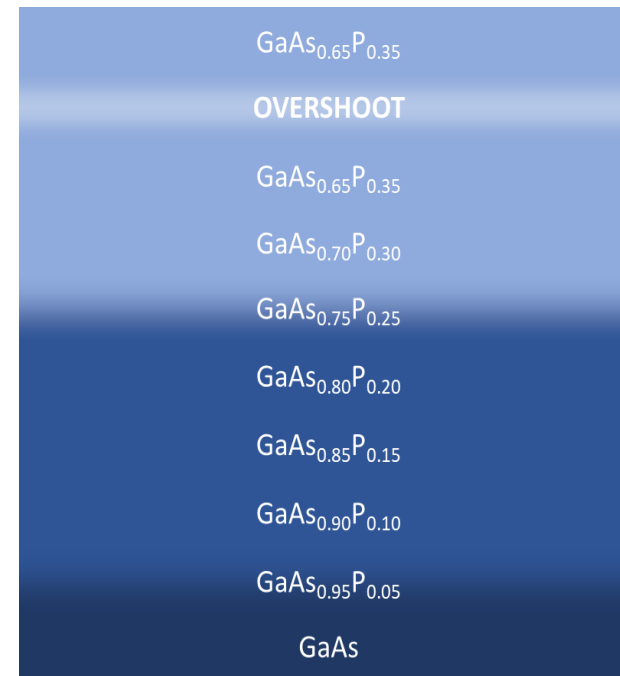 GaAs₀.₆₅P₀.₃₅
OVERSHOOT
GaAs₀.₆₅P₀.₃₅
GaAs₀.₇₀P₀.₃₀
GaAs₀.₇₅P₀.₂₅
GaAs₀.₈₀P₀.₂₀
GaAs₀.₈₅P₀.₁₅
GaAs₀.₉₀P₀.₁₀
GaAs₀.₉₅P₀.₀₅
GaAs